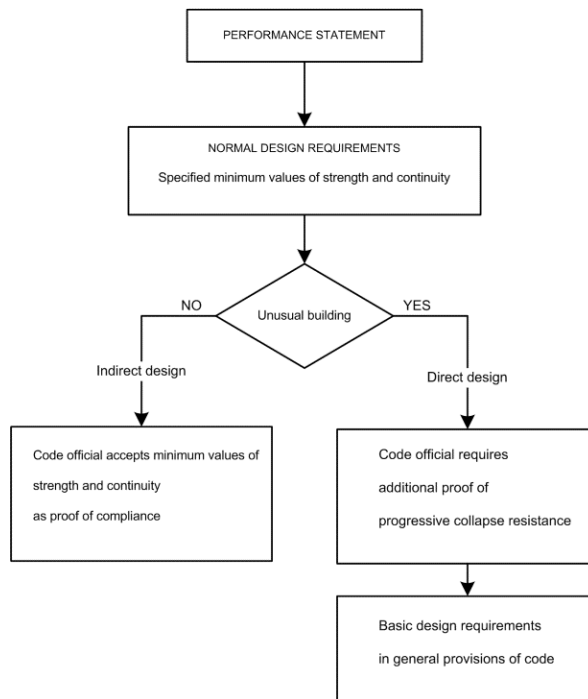 PERFORMANCE STATEMENT
NORMAL DESIGN REQUIREMENTS
Specified minimum values of strength and continuity
NO
Unusual building
YES
Indirect design
Direct design
Code official accepts minimum values of
strength and continuity
as proof of compliance
Code official requires
additional proof of
progressive collapse resistance
Basic design requirements
in general provisions of code